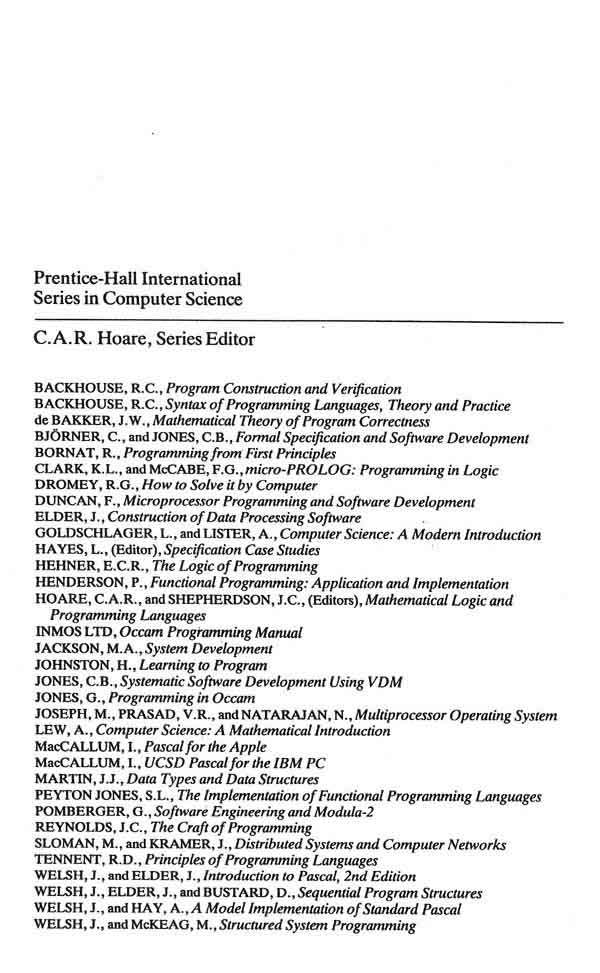 Prentice-Hall International
Series in Computer Science
C.A.R. Hoare, Series Editor
BACKHOUSE, R.C., Program Construction and Verification
BACKHOUSE, R.C., Syntax of Programming Languages, Theory and Practice
de BAKKER, J.W., Mathematical Theory of Program Correctness
BJÖRNER, C., and JONES, C.B., Formal Specification and Software Development
BORNAT, R., Programming from First Principles
CLARK, K.L., and McCABE, F.G., micro-PROLOG: Programming in Logic
DROMEY, R.G., How to Solve it by Computer
DUNCAN, F., Microprocessor Programming and Software Development
ELDER, J., Construction of Data Processing Software
GOLDSCHLAGER, L., and LISTER, A., Computer Science: A Modern Introduction
HAYES, L., (Editor), Specification Case Studies
HEHNER, E.C.R., The Logic of Programming
HENDERSON, P., Functional Programming: Application and Implementation
HOARE, C.A.R., and SHEPHERDSON, J.C., (Editors), Mathematical Logic and
Programming Languages
INMOS LTD, Occam Programming Manual
JACKSON, M.A., System Development
JOHNSTON, H., Learning to Program
JONES, C.B., Systematic Software Development Using VDM
JONES, G., Programming in Occam
JOSEPH, M., PRASAD, V.R., and NATARAJAN, N., Multiprocessor Operating System
LEW, A., Computer Science: A Mathematical Introduction
MacCALLUM, I., Pascal for the Apple
MacCALLUM, I., UCSD Pascal for the IBM PC
MARTIN, J.J., Data Types and Data Structures
PEYTON JONES, S.L., The Implementation of Functional Programming Languages
POMBERGER, G., Software Engineering and Modula-2
REYNOLDS, J.C., The Craft of Programming
SLOMAN, M., and KRAMER, J., Distributed Systems and Computer Networks
TENNENT, R.D., Principles of Programming Languages
WELSH, J., and ELDER, J., Introduction to Pascal, 2nd Edition
WELSH, J., ELDER, J., and BUSTARD, D., Sequential Program Structures
WELSH, J., and HAY, A., A Model Implementation of Standard Pascal
WELSH, J., and McKEAG, M., Structured System Programming